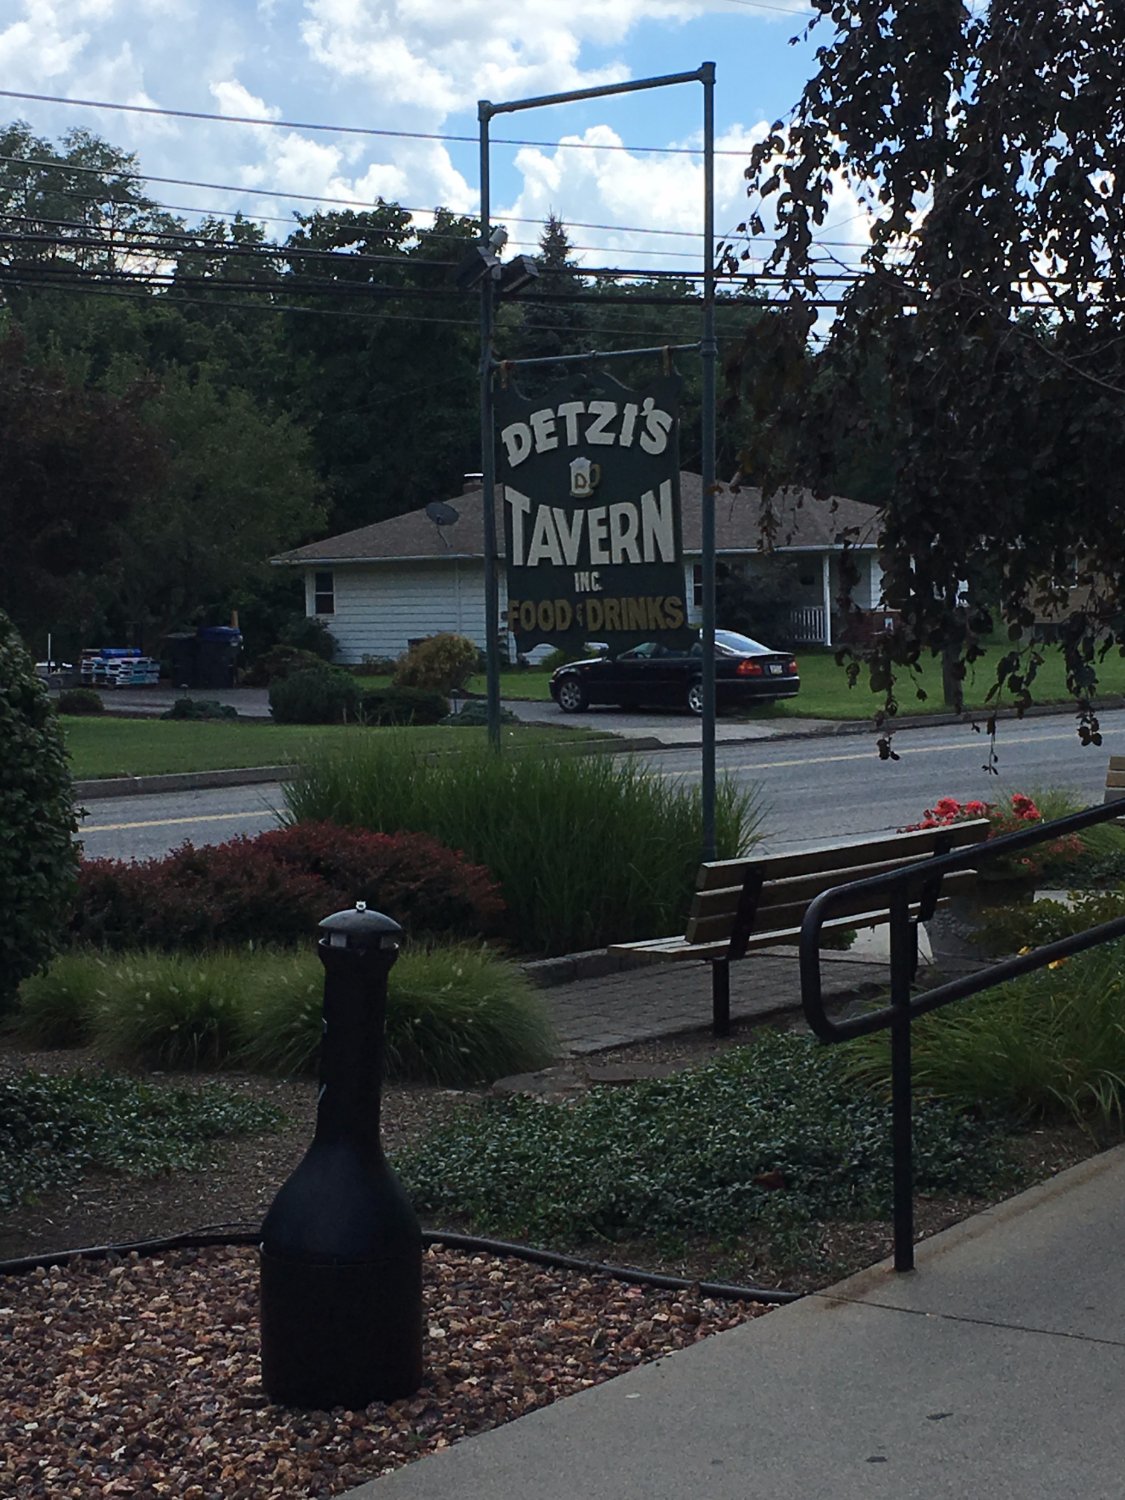 DETZI'S
D
TAVERN
INC.
FOOD & DRINKS